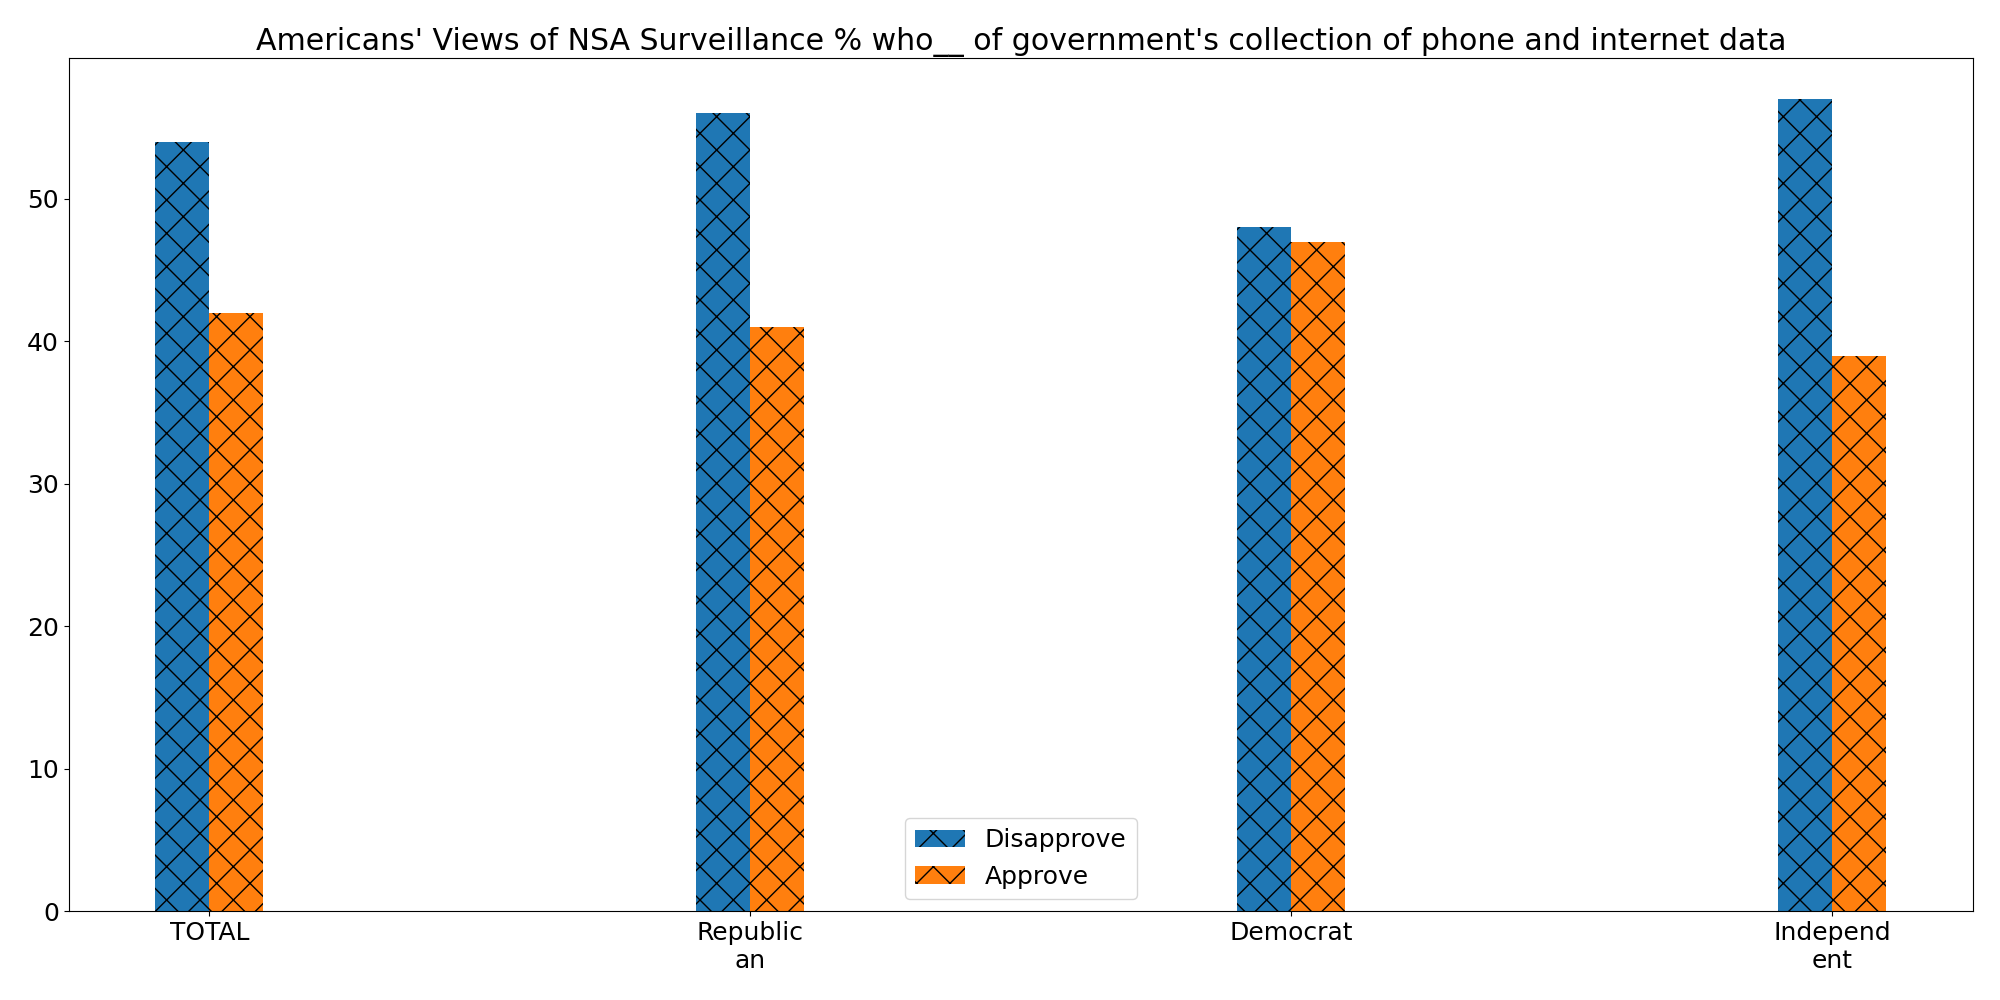 Americans' Views of NSA Surveillance % who__ of government's collection of phone and internet data
50
40
30
20
10
0
Disapprove
Approve
TOTAL
Republic
an
Democrat
Independ
ent